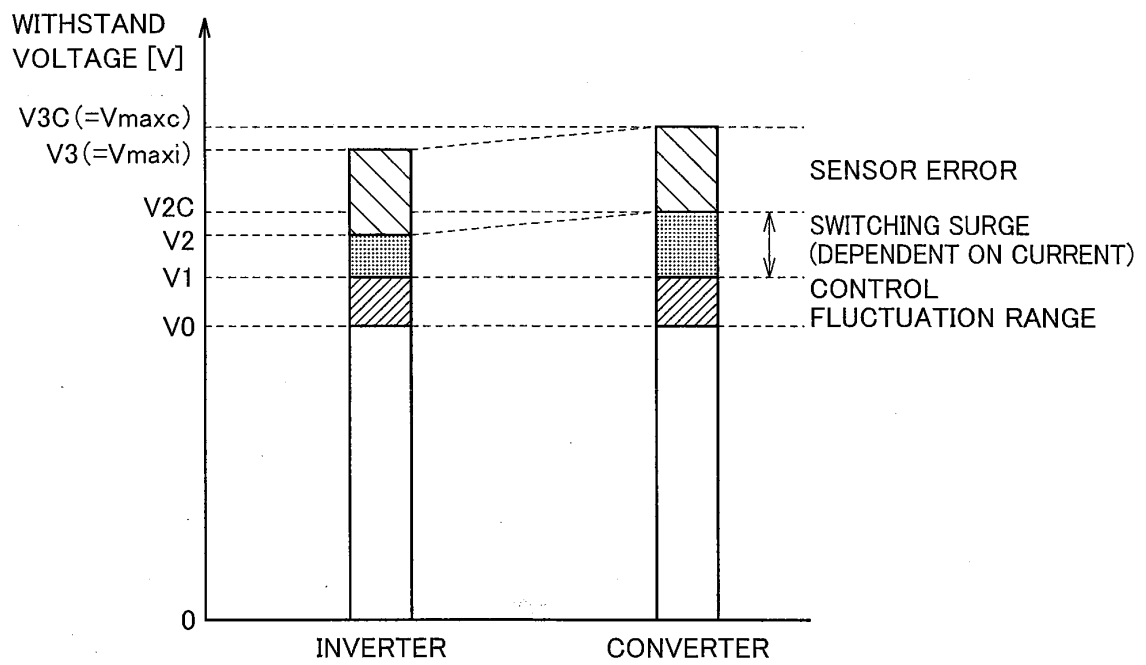 WITHSTAND
VOLTAGE [V]
V3C(=Vmaxc)
V3(=Vmaxi)
V2C
V2
V1
V0
0
SENSOR ERROR
SWITCHING SURGE
(DEPENDENT ON CURRENT)
CONTROL
FLUCTUATION RANGE
INVERTER
CONVERTER